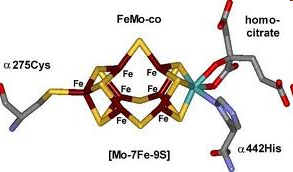 FeMo-co
homo-
citrate
α275Cys
Fe
Fe
Fe
Fe
Fe
Fe
Fe
[Mo-7Fe-9S]
α442His